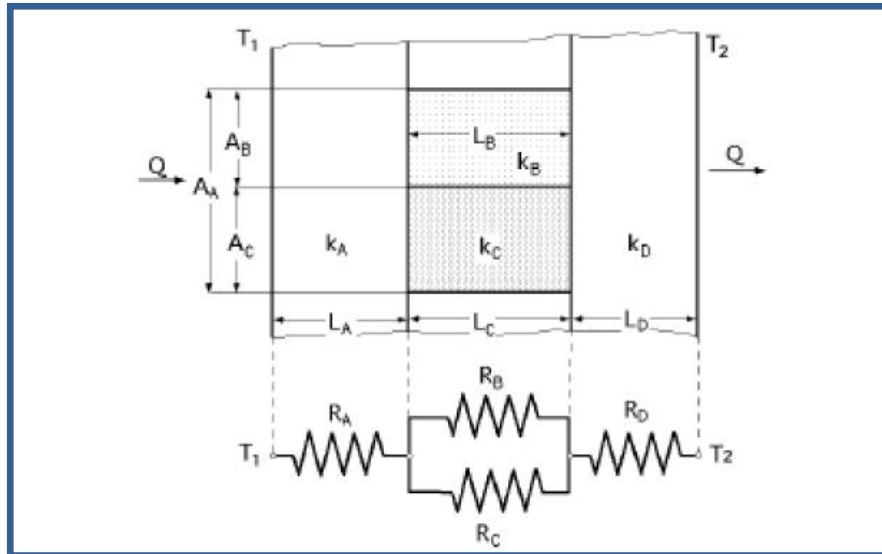 T1 T2
AB LB
kB
Q AA Q
AC kA kC kD
LA LC LD
RB
RA RD
T1 T2
RC